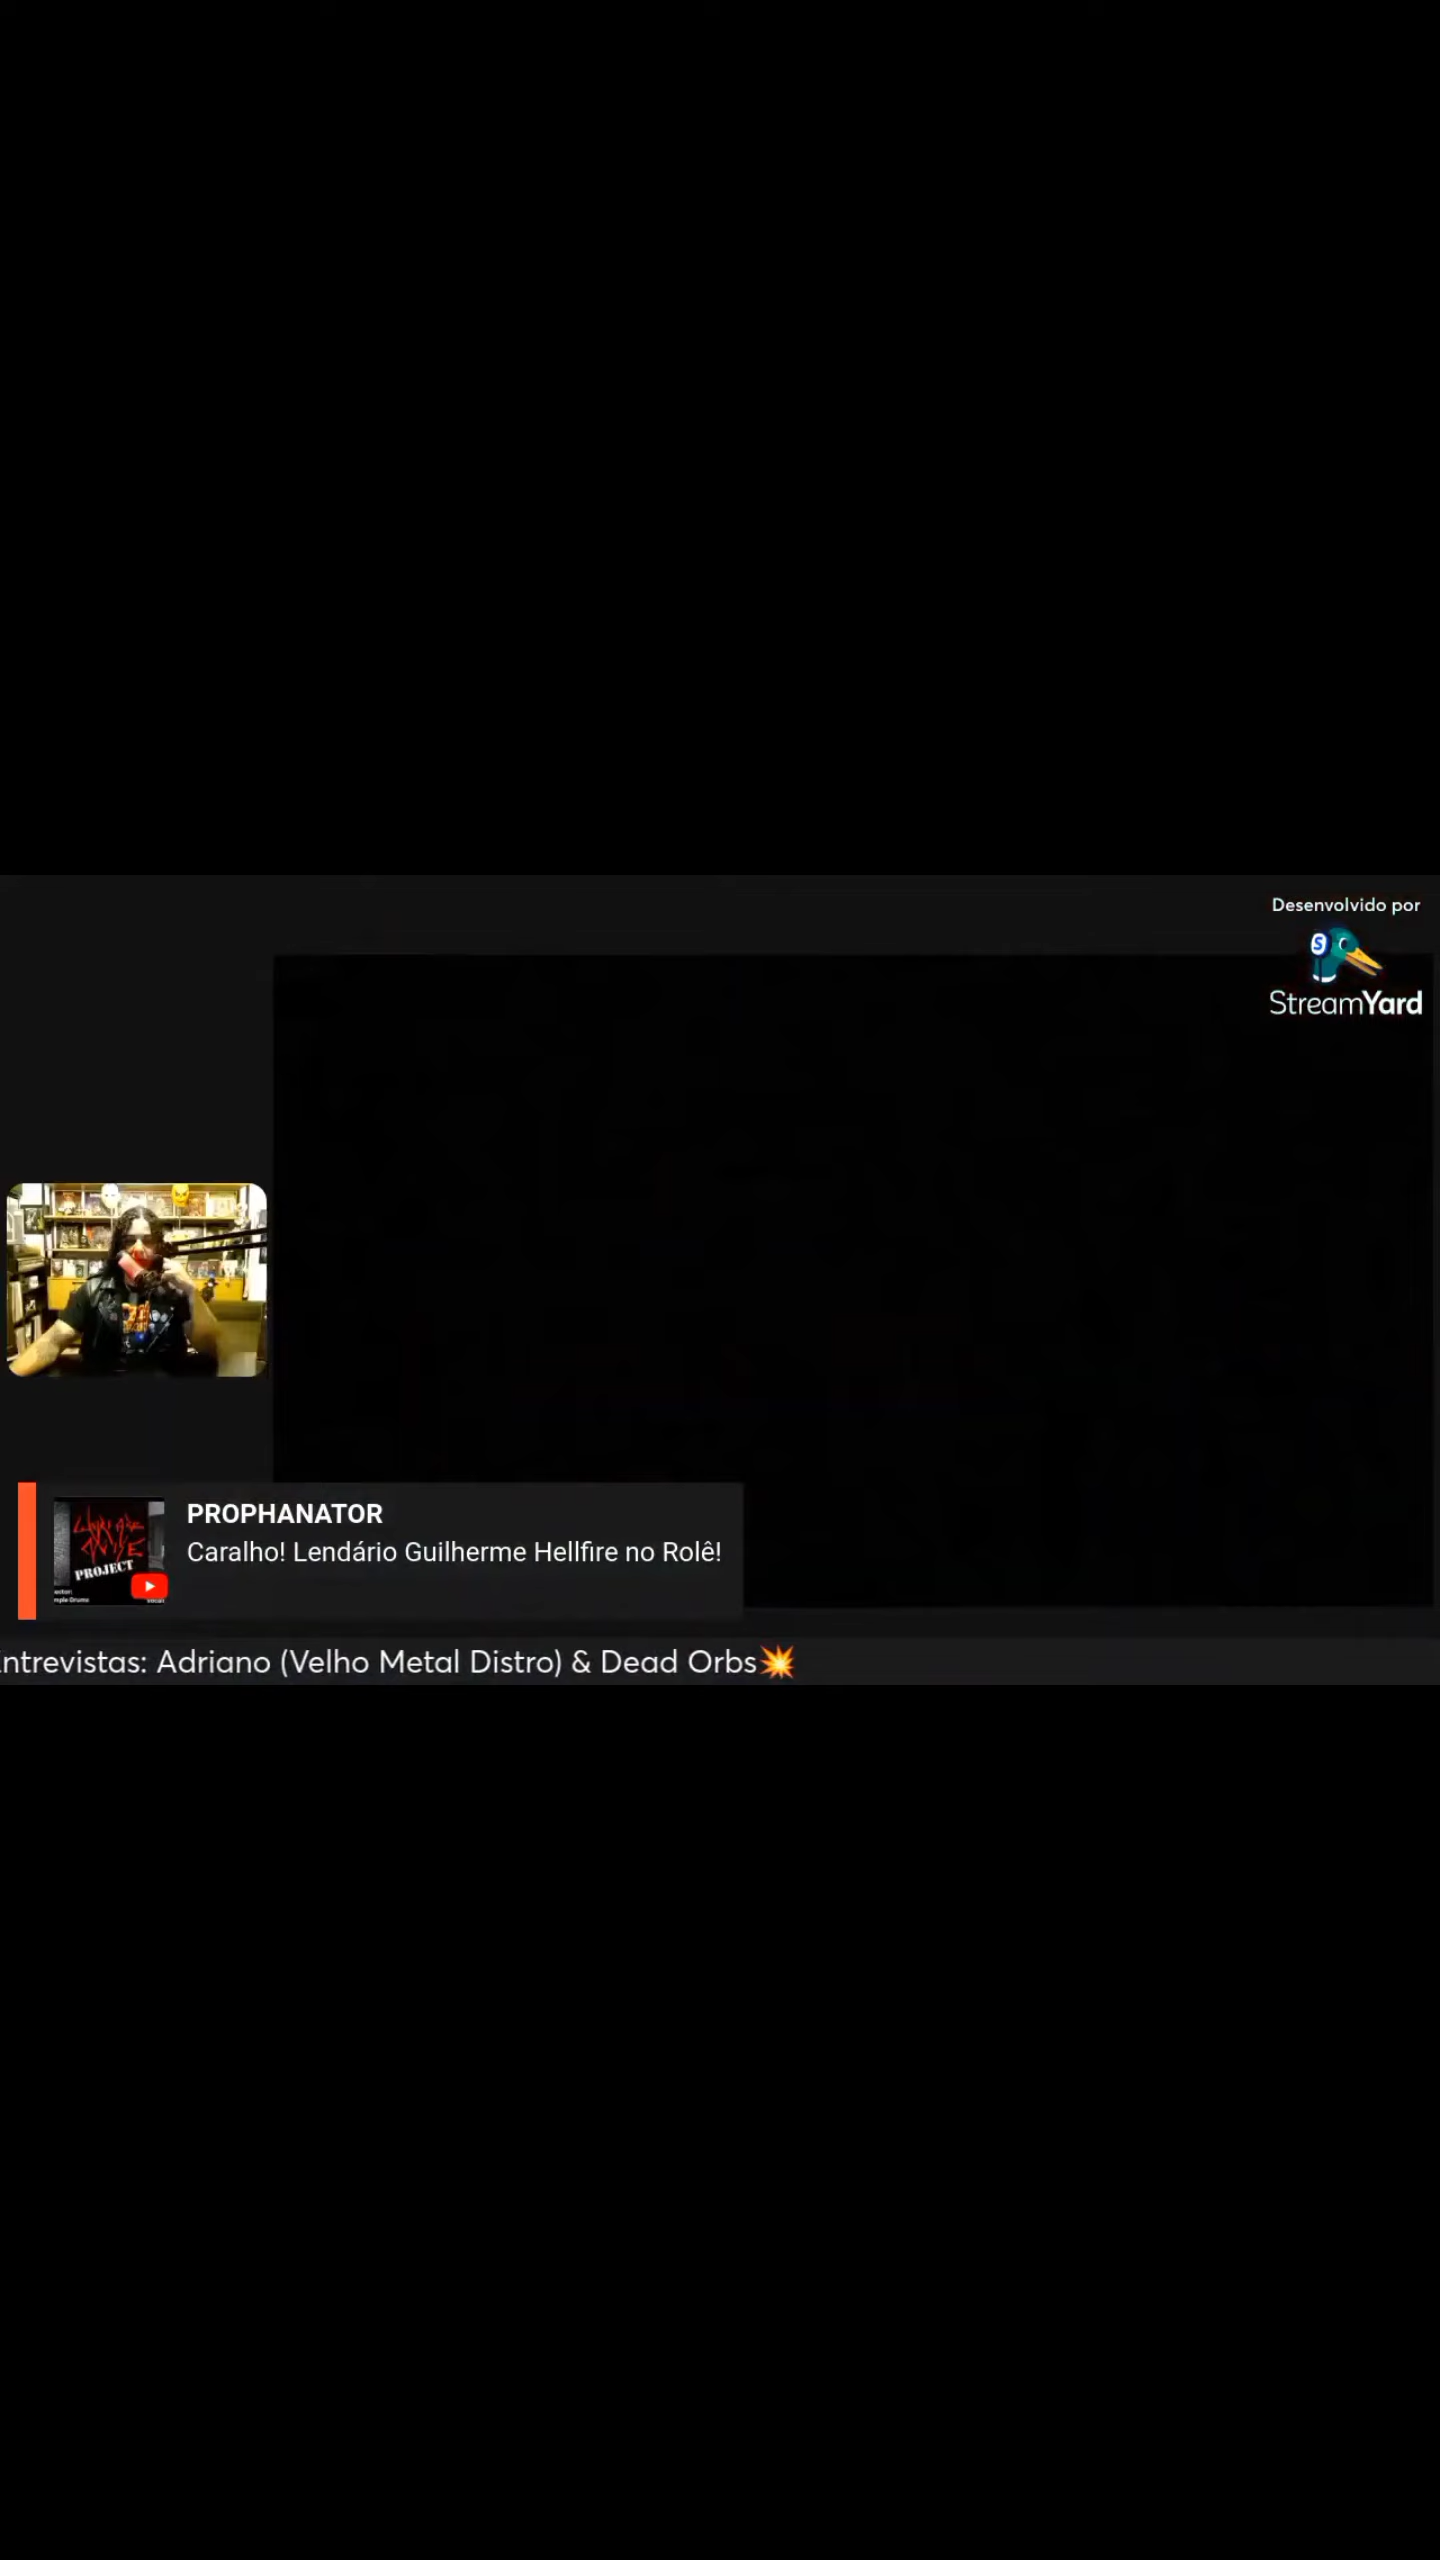 Desenvolvido por
StreamYard
PROJECT
PROPHANATOR
Caralho! Lendário Guilherme Hellfire no Rolê!
ntrevistas: Adriano (Velho Metal Distro) & Dead Orbs💥